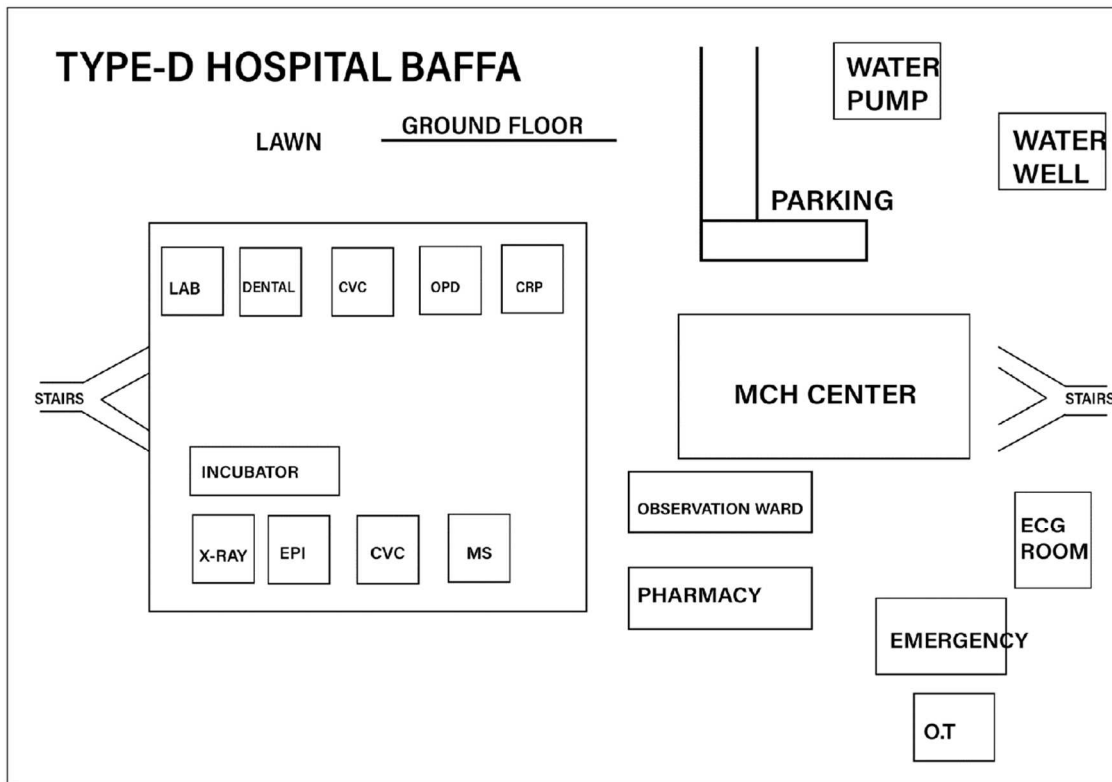 TYPE-D HOSPITAL BAFFA
LAWN
GROUND FLOOR
WATER
PUMP
WATER
WELL
PARKING
LAB
DENTAL
CVC
OPD
CRP
STAIRS
MCH CENTER
STAIRS
INCUBATOR
X-RAY
EPI
CVC
MS
OBSERVATION WARD
PHARMACY
ECG
ROOM
EMERGENCY
O.T